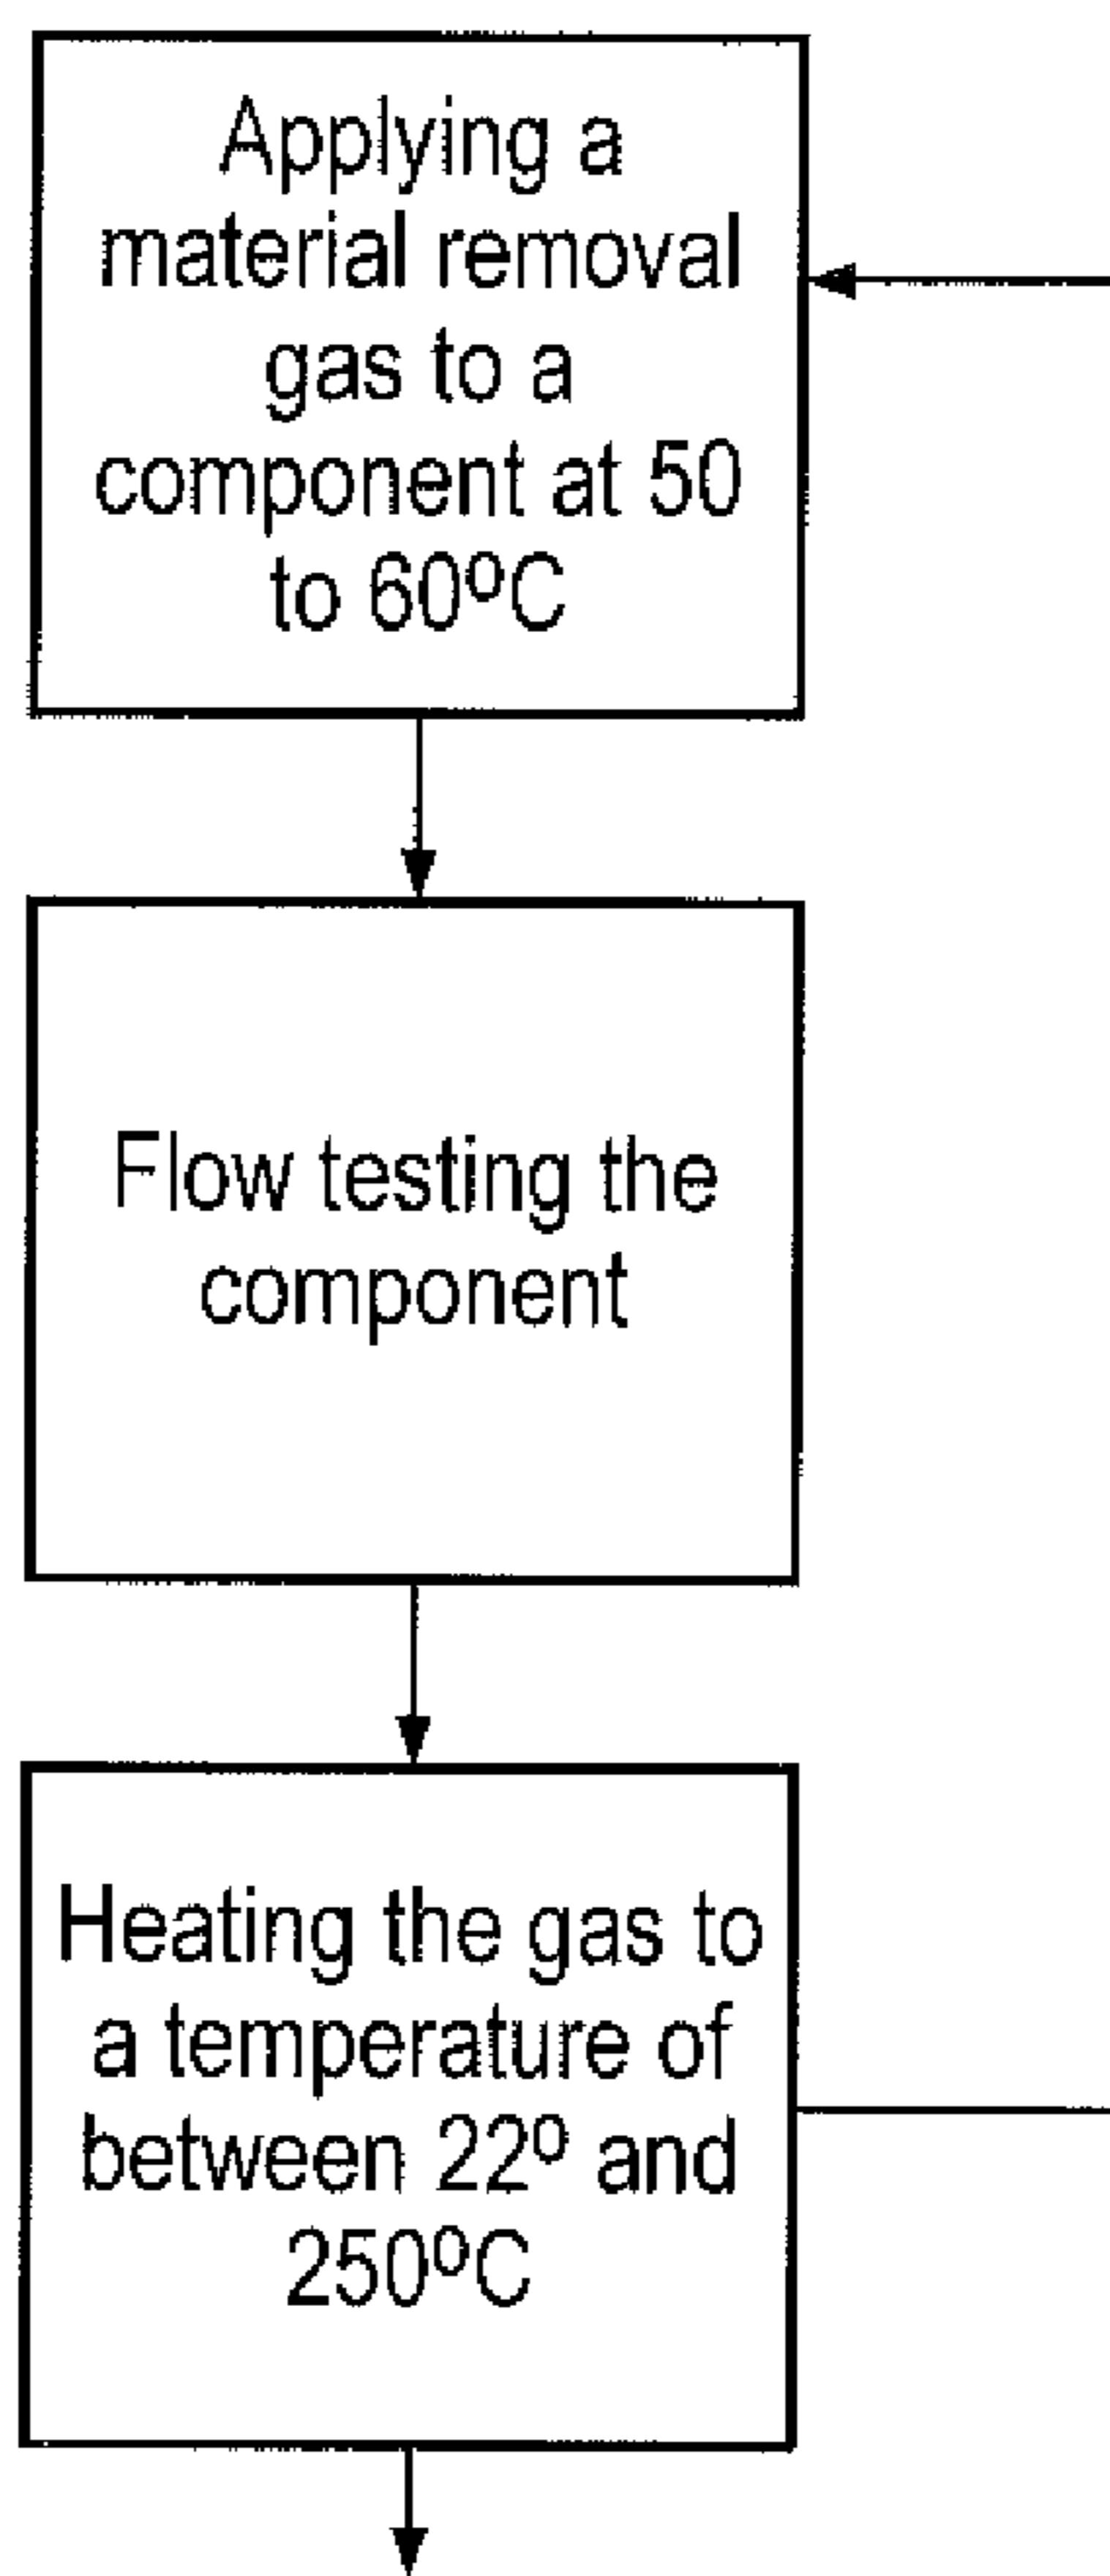 Applying a
material removal
gas to a
component at 50
to 60ºC
Flow testing the
component
Heating the gas to
a temperature of
between 22º and
250ºC